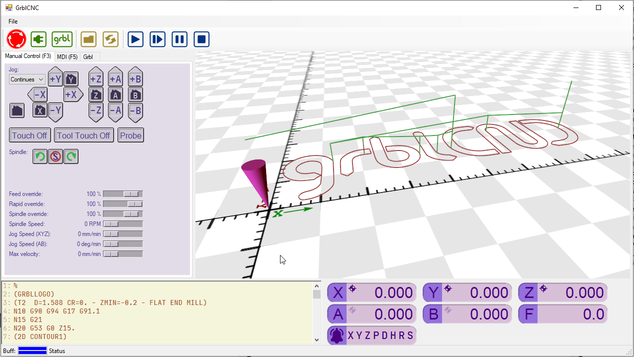 GrblCNC
File
grbl
Manual Control (F3) MDI (F5) Grbl
Jog:
Continues
+Y Y +Z +A +B
-X +X Z A B
X -Y -Z -A -B
Touch Off Tool Touch Off Probe
Spindle:
Feed override: 100 %
Rapid override: 100 %
Spindle override: 100 %
Spindle Speed: 0 RPM
Jog Speed (XYZ): 0 mm/min
Jog Speed (AB): 0 deg/min
Max velocity: 0 mm/min
grblCNC
X
1: %
2: (GRBLLOGO)
3: (T2 D=1.588 CR=0. - ZMIN=-0.2 - FLAT END MILL)
4: N10 G90 G94 G17 G91.1
5: N15 G21
6: N20 G53 G0 Z15.
7: (2D CONTOUR1)
X 0.000 Y 0.000 Z 0.000
A 0.000 B 0.000 F 0.0
XYZPDHRS
Buff: Status